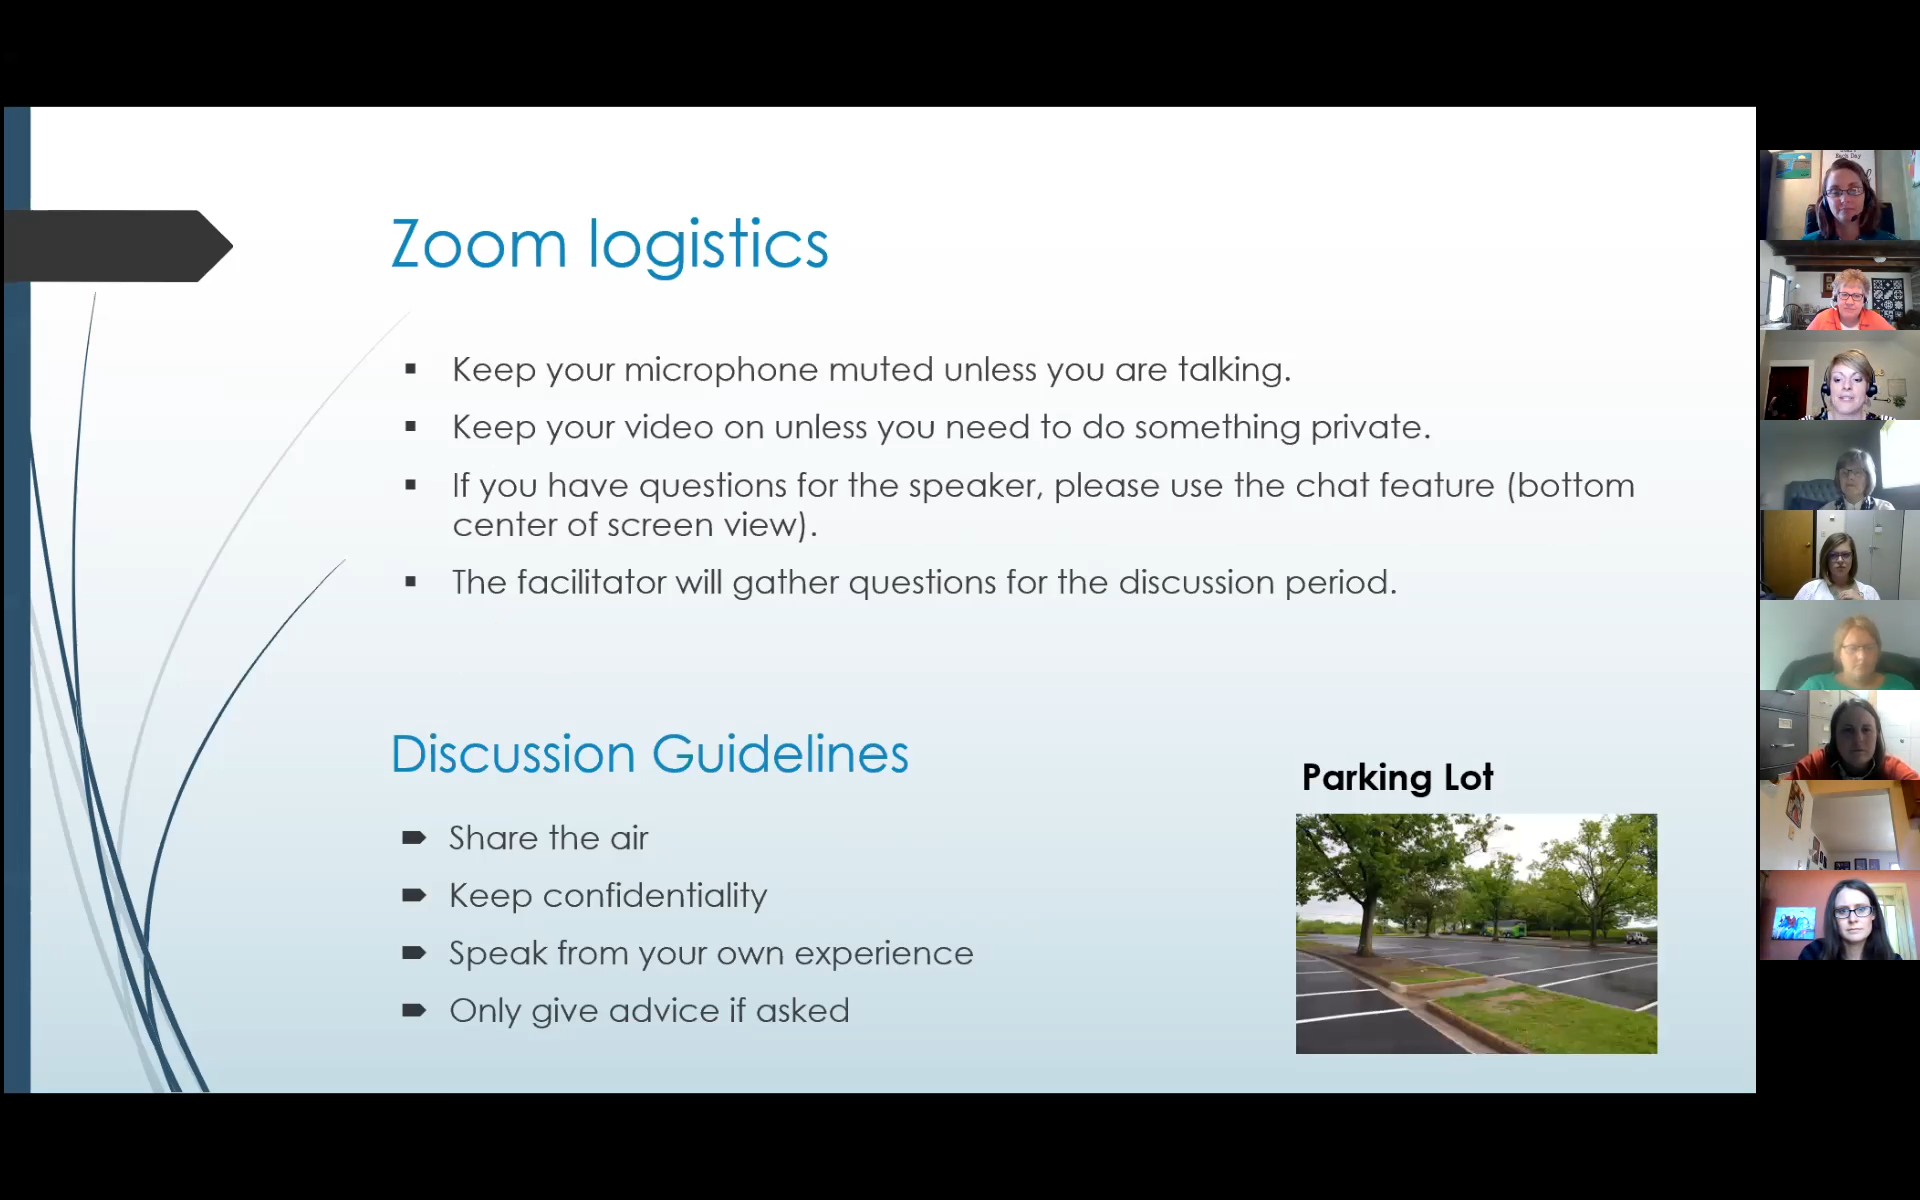 Zoom logistics
Keep your microphone muted unless you are talking.
Keep your video on unless you need to do something private.
If you have questions for the speaker, please use the chat feature (bottom
center of screen view).
The facilitator will gather questions for the discussion period.
Discussion Guidelines
Share the air
Keep confidentiality
Speak from your own experience
Only give advice if asked
Parking Lot